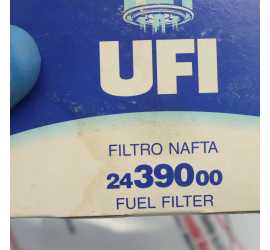 UFI
FILTRO NAFTA
24 390 00
FUEL FILTER